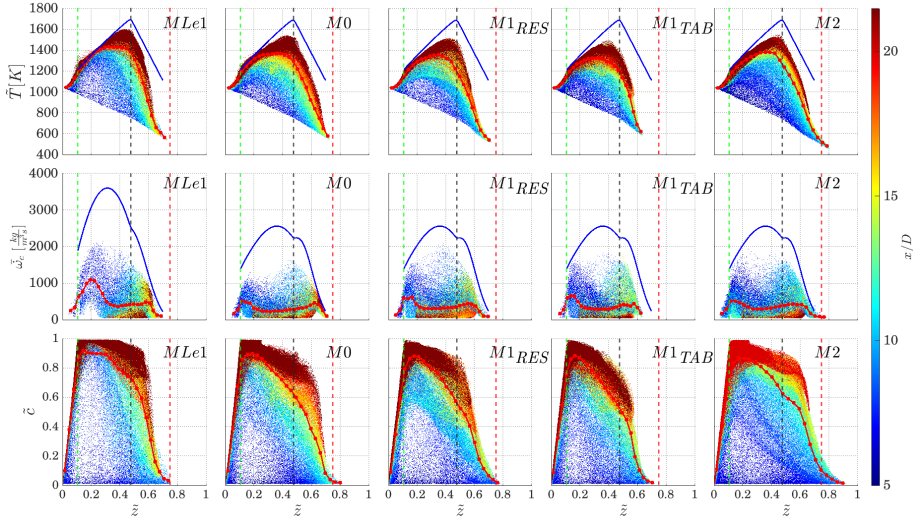 1800
1600
1400
1200
1000
800
600
400
T̃[K]
MLe1
M0
M1RES
M1TAB
M2
4000
3000
2000
1000
0
ω̃c [kg/m³s]
MLe1
M0
M1RES
M1TAB
M2
1
0.8
0.6
0.4
0.2
0
c̃
MLe1
M0
M1RES
M1TAB
M2
0 0.2 0.4 0.6 0.8 1
0 0.2 0.4 0.6 0.8 1
0 0.2 0.4 0.6 0.8 1
0 0.2 0.4 0.6 0.8 1
0 0.2 0.4 0.6 0.8 1
z̃ z̃ z̃ z̃ z̃
20
15
10
5
x/D